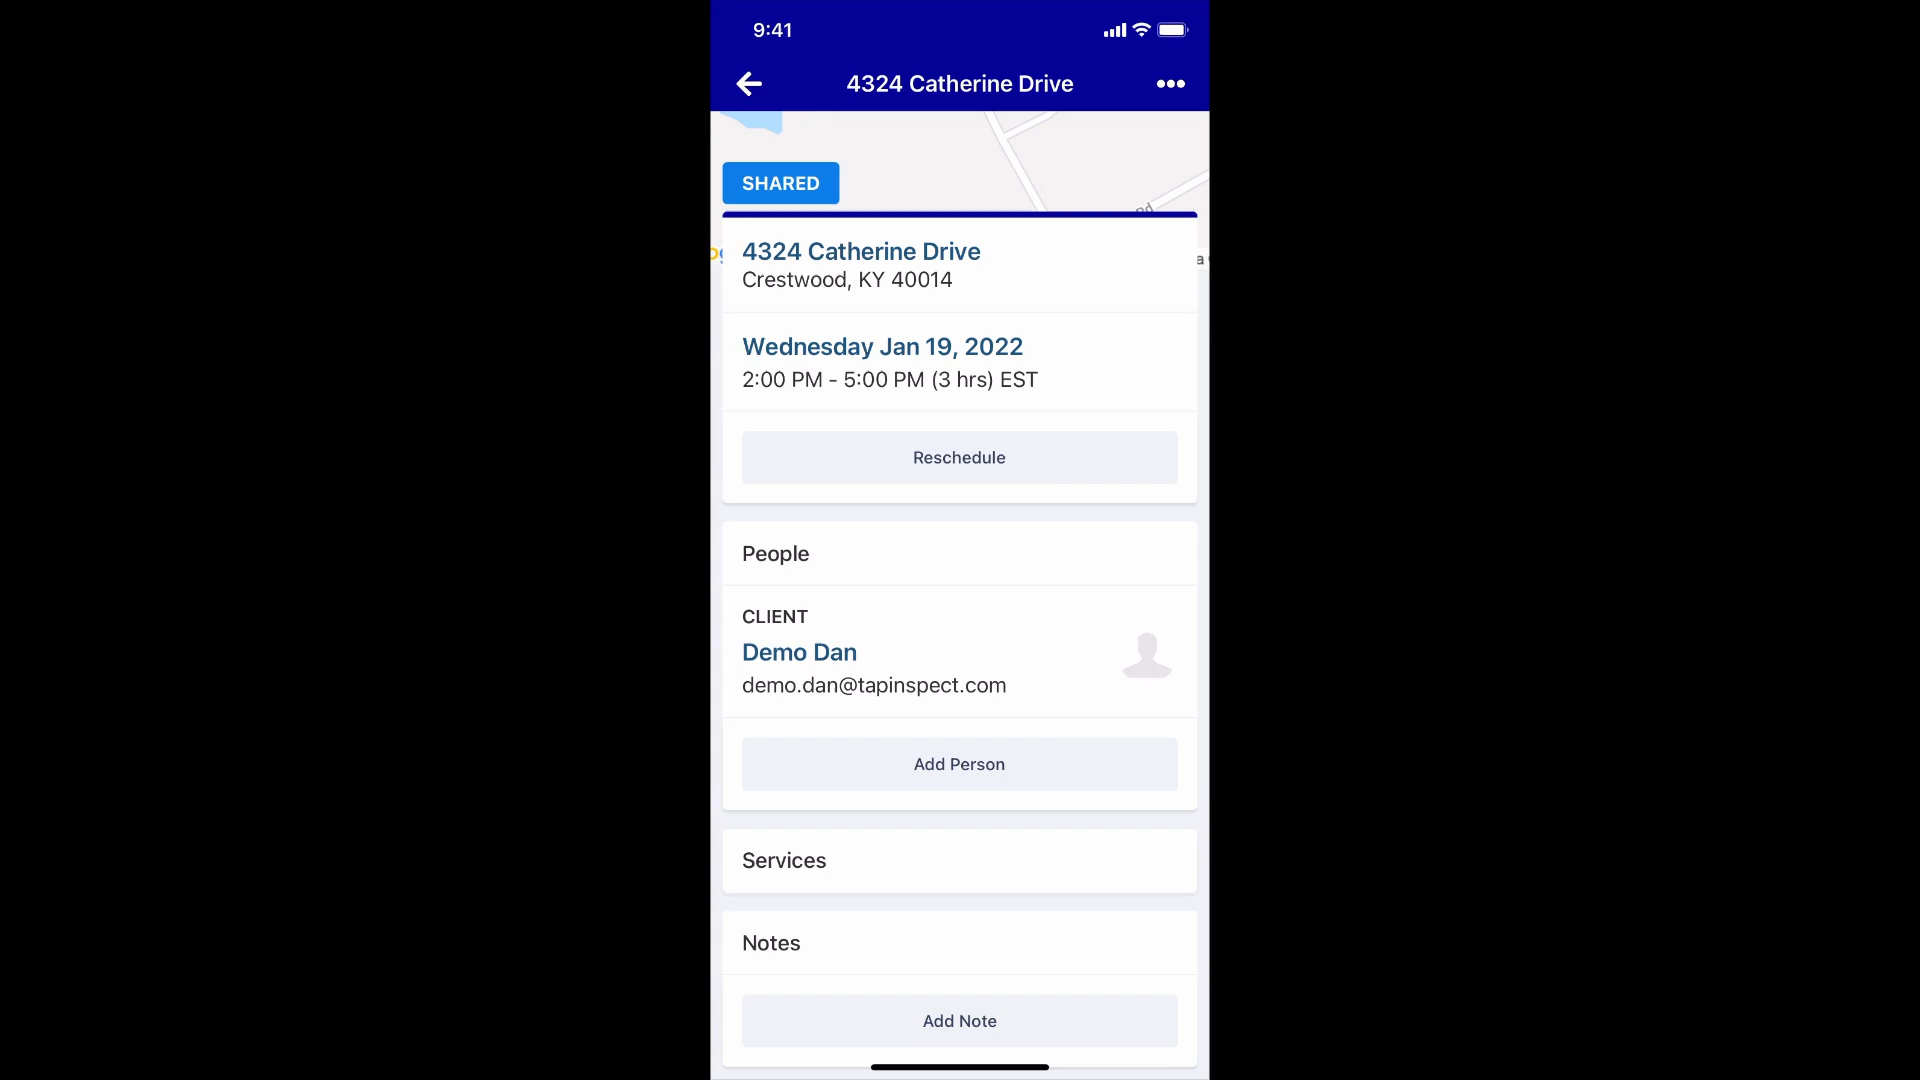 9:41
4324 Catherine Drive
SHARED
Rd
4324 Catherine Drive
Crestwood, KY 40014
Wednesday Jan 19, 2022
2:00 PM - 5:00 PM (3 hrs) EST
Reschedule
People
CLIENT
Demo Dan
demo.dan@tapinspect.com
Add Person
Services
Notes
Add Note